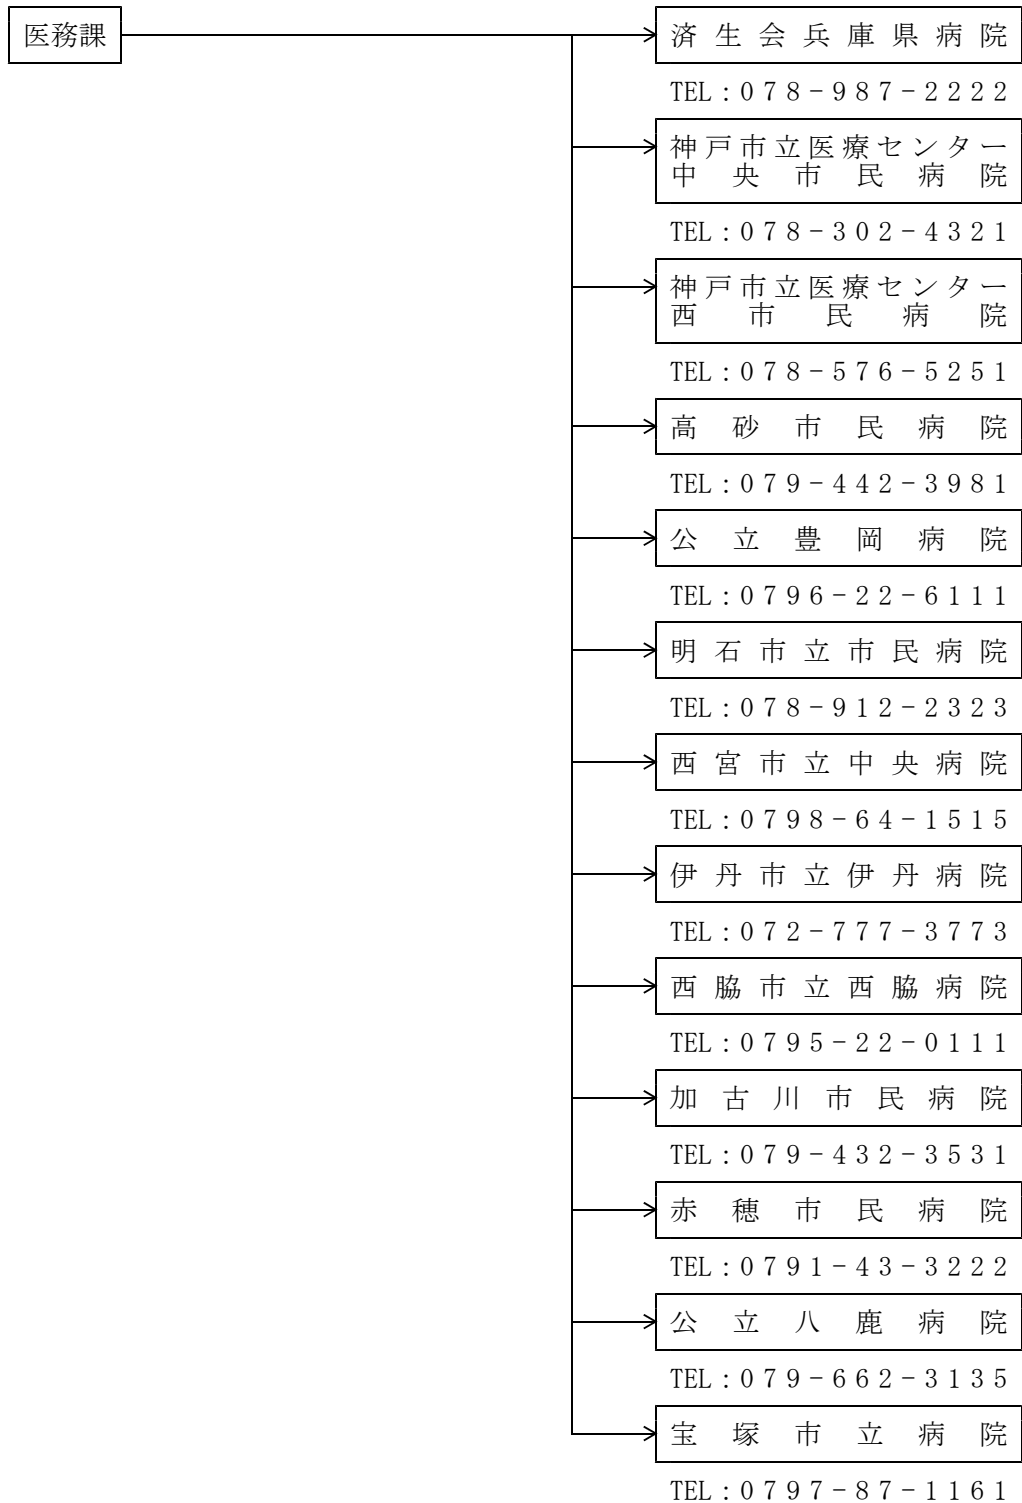 医務課
済生会兵庫県病院
TEL：078-987-2222
神戸市立医療センター
中央市民病院
TEL：078-302-4321
神戸市立医療センター
西市民病院
TEL：078-576-5251
高砂市民病院
TEL：079-442-3981
公立豊岡病院
TEL：0796-22-6111
明石市立市民病院
TEL：078-912-2323
西宮市立中央病院
TEL：0798-64-1515
伊丹市立伊丹病院
TEL：072-777-3773
西脇市立西脇病院
TEL：0795-22-0111
加古川市民病院
TEL：079-432-3531
赤穂市民病院
TEL：0791-43-3222
公立八鹿病院
TEL：079-662-3135
宝塚市立病院
TEL：0797-87-1161